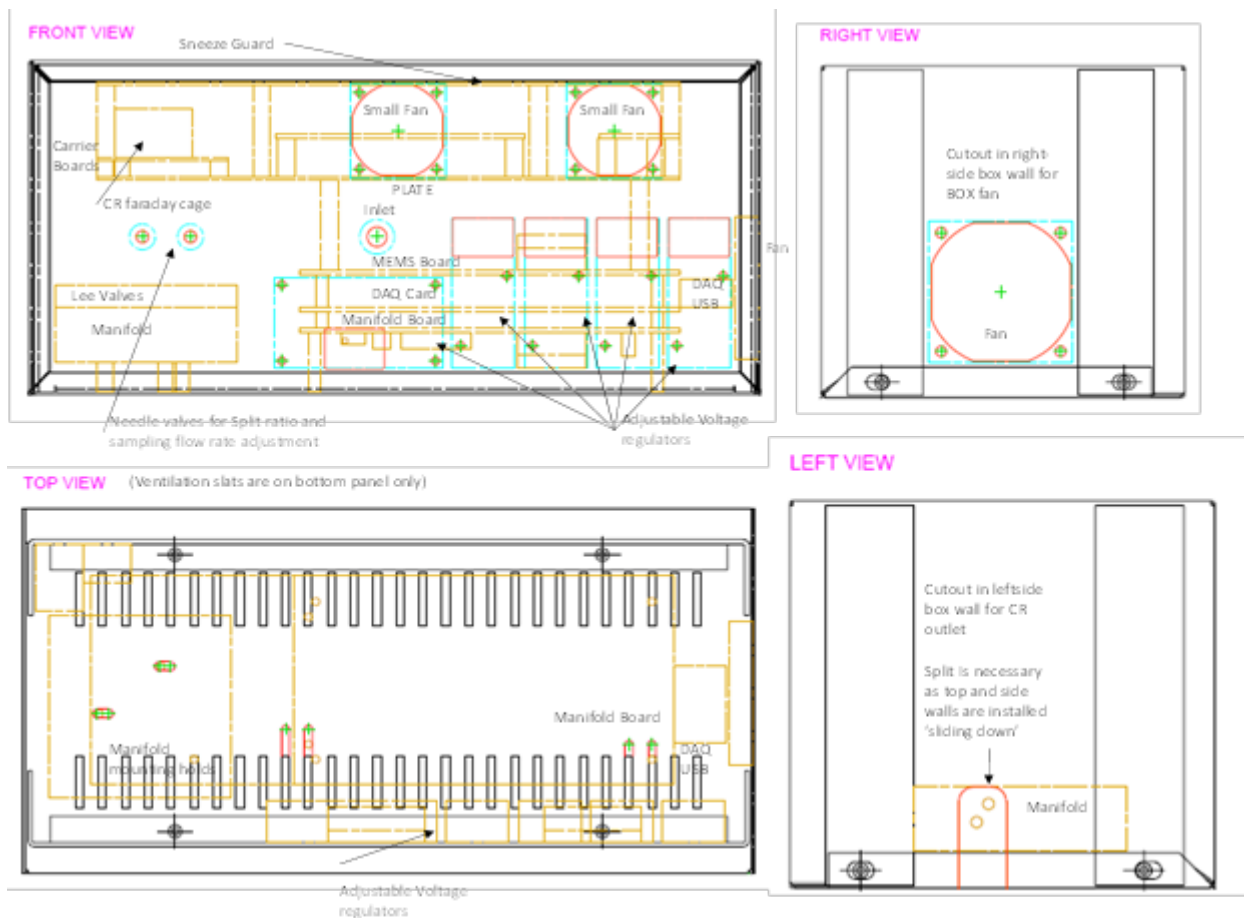 FRONT VIEW
Sneeze Guard
Small Fan
Small Fan
Carrier
Boards
PLATE
CR faraday cage
Inlet
MEMS Board
Fan
Lee Valves
DAQ Card
DAQ
USB
Manifold
Manifold Board
Needle valves for Split ratio and
sampling flow rate adjustment
Adjustable Voltage
regulators
RIGHT VIEW
Cutout in right
side box wall for
BOX fan
Fan
TOP VIEW (Ventilation slats are on bottom panel only)
Manifold Board
Manifold
mounting holds
DAQ
USB
Adjustable Voltage
regulators
LEFT VIEW
Cutout in leftside
box wall for CR
outlet
Split is necessary
as top and side
walls are installed
'sliding down'
Manifold